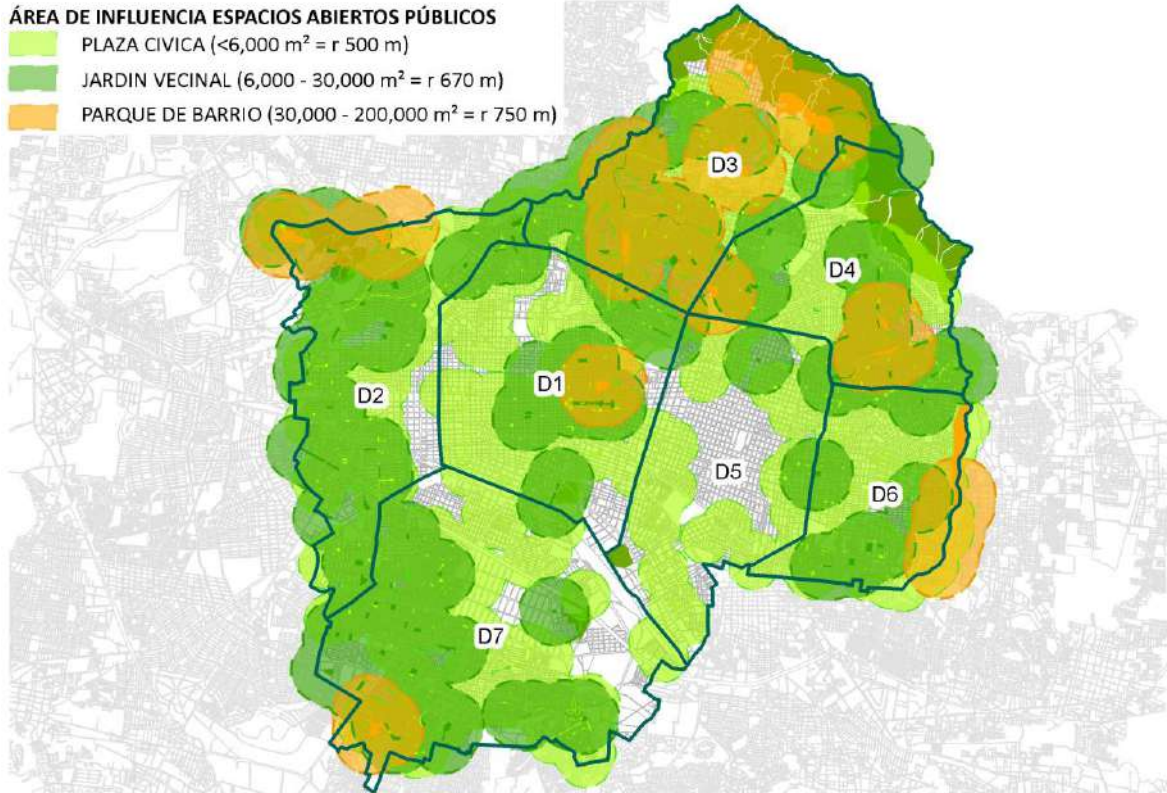 ÁREA DE INFLUENCIA ESPACIOS ABIERTOS PÚBLICOS
PLAZA CIVICA (<6,000 m² = r 500 m)
JARDIN VECINAL (6,000 - 30,000 m² = r 670 m)
PARQUE DE BARRIO (30,000 - 200,000 m² = r 750 m)
D3
D4
D1
D2
D5
D6
D7